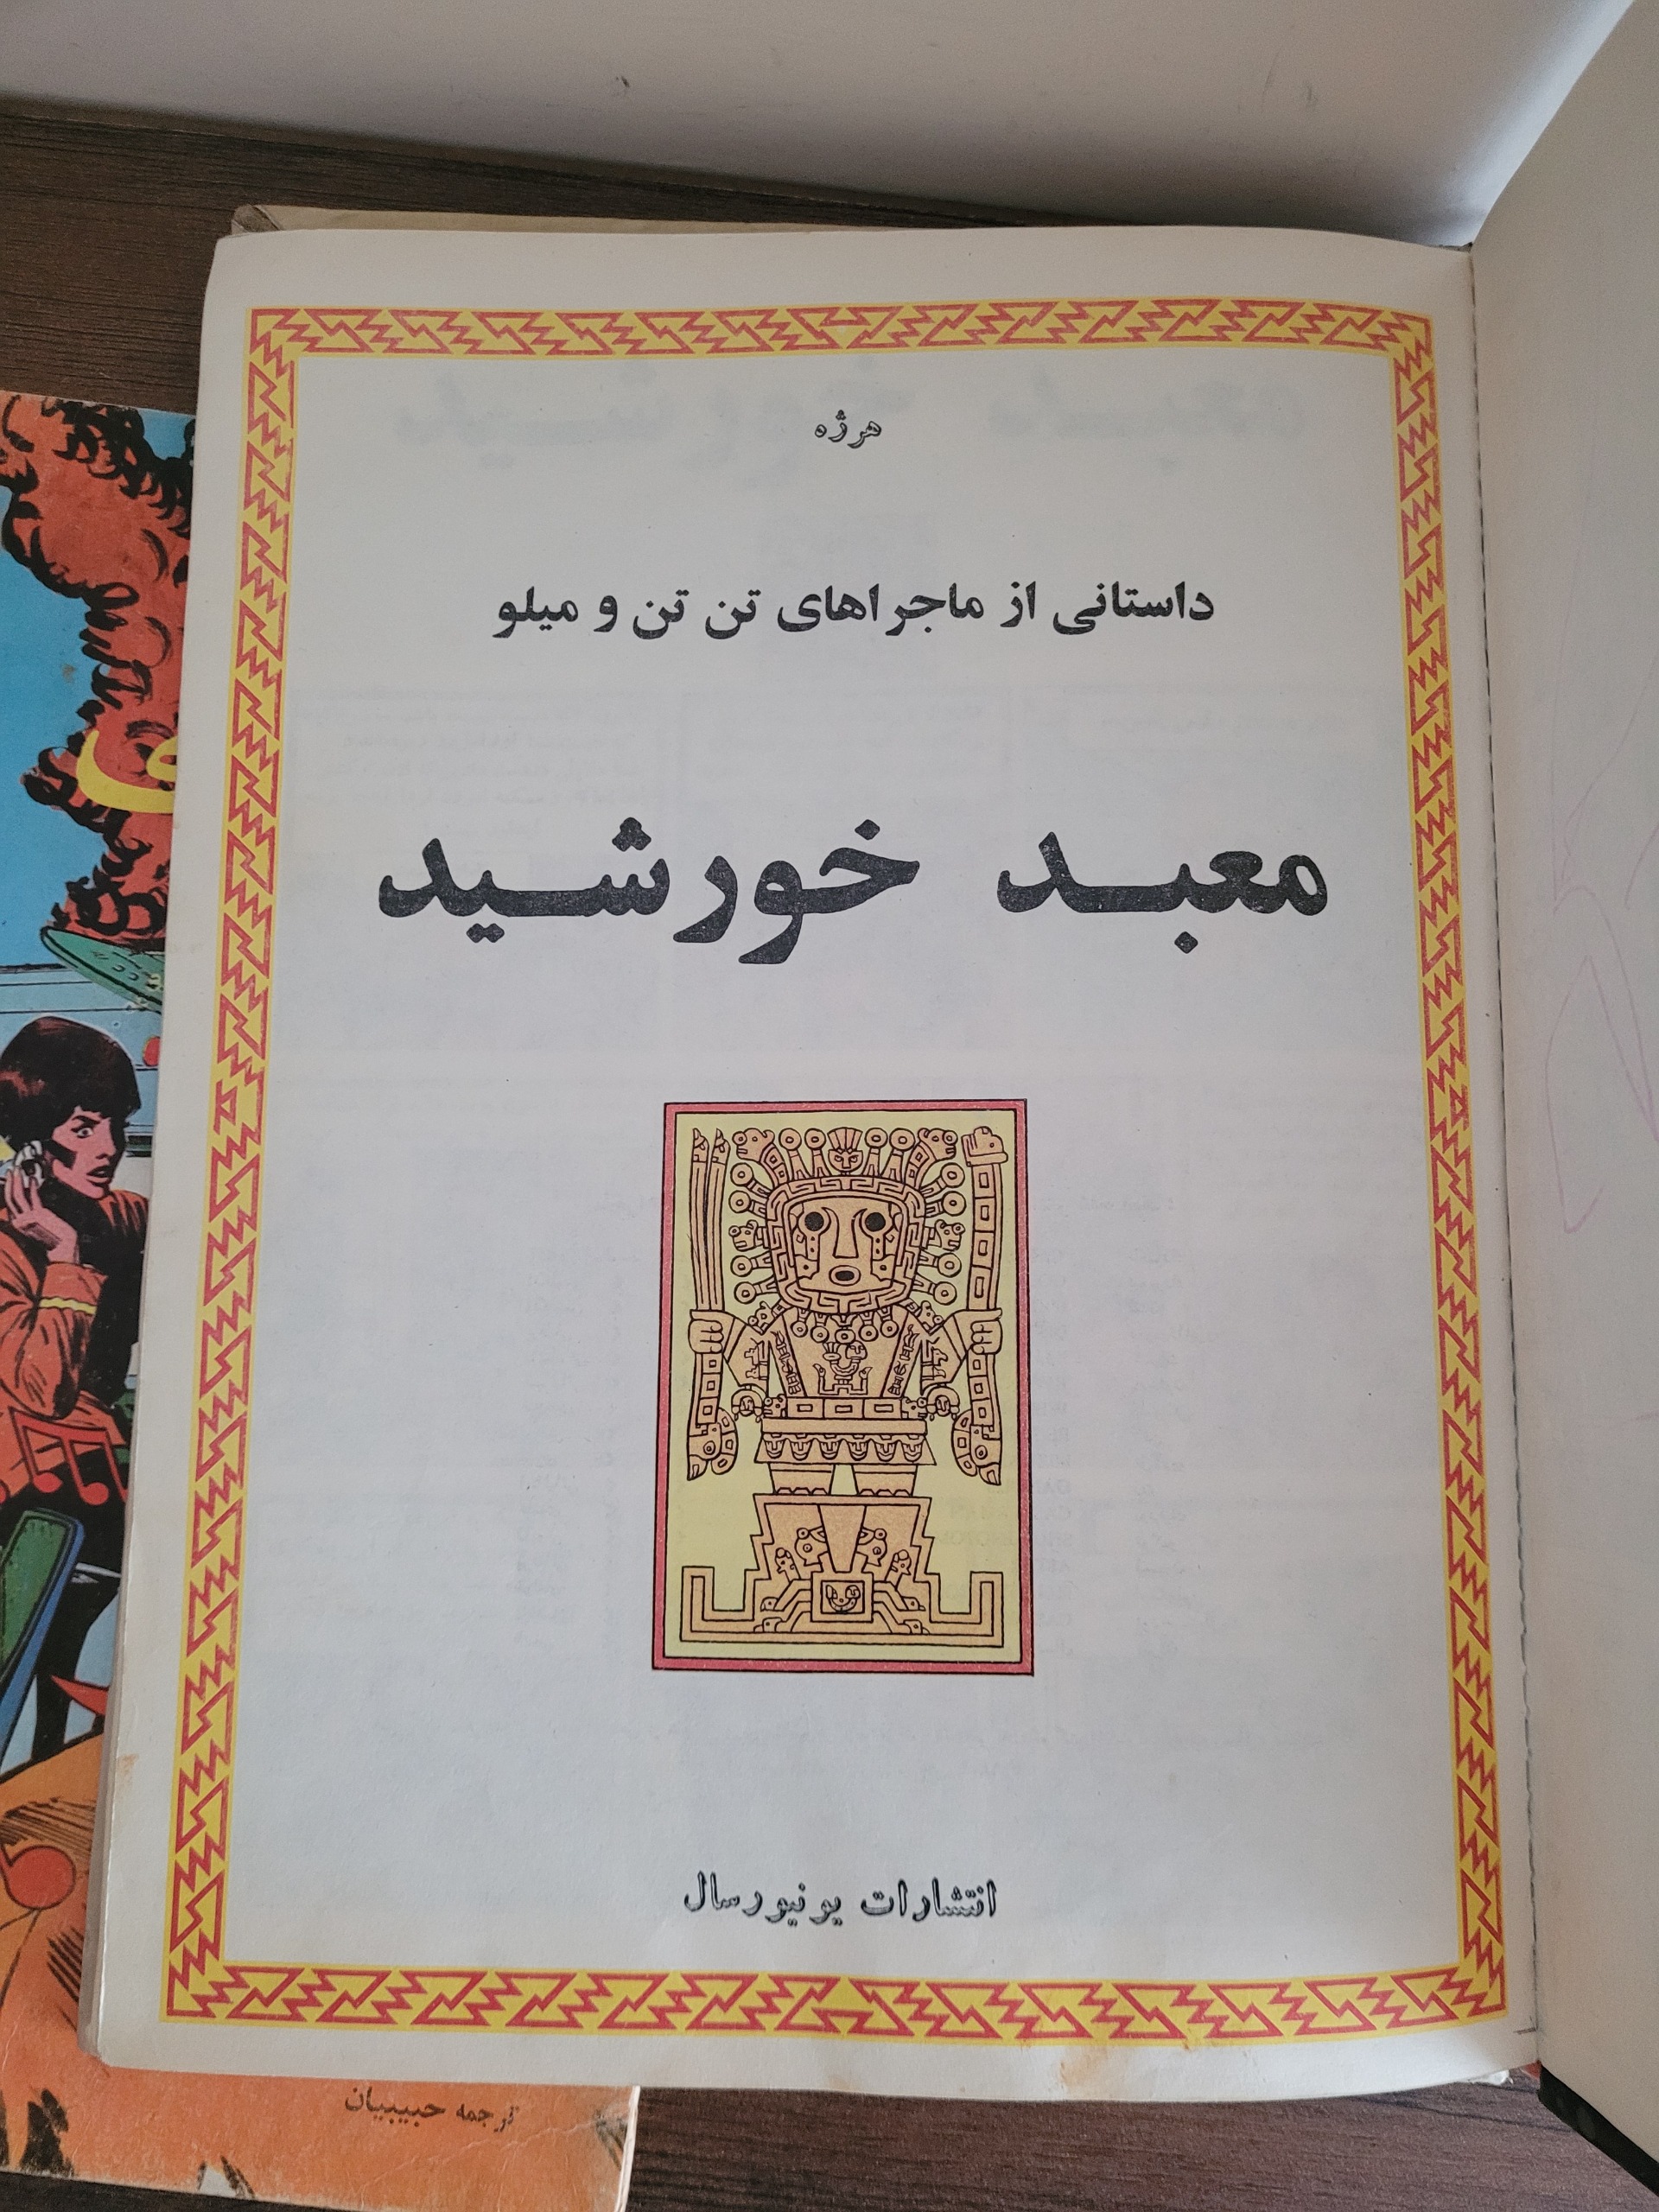 هرژه
داستانی از ماجراهای تن تن و میلو
معبد خورشید
انتشارات یونیورسال
ترجمه حبیبیان